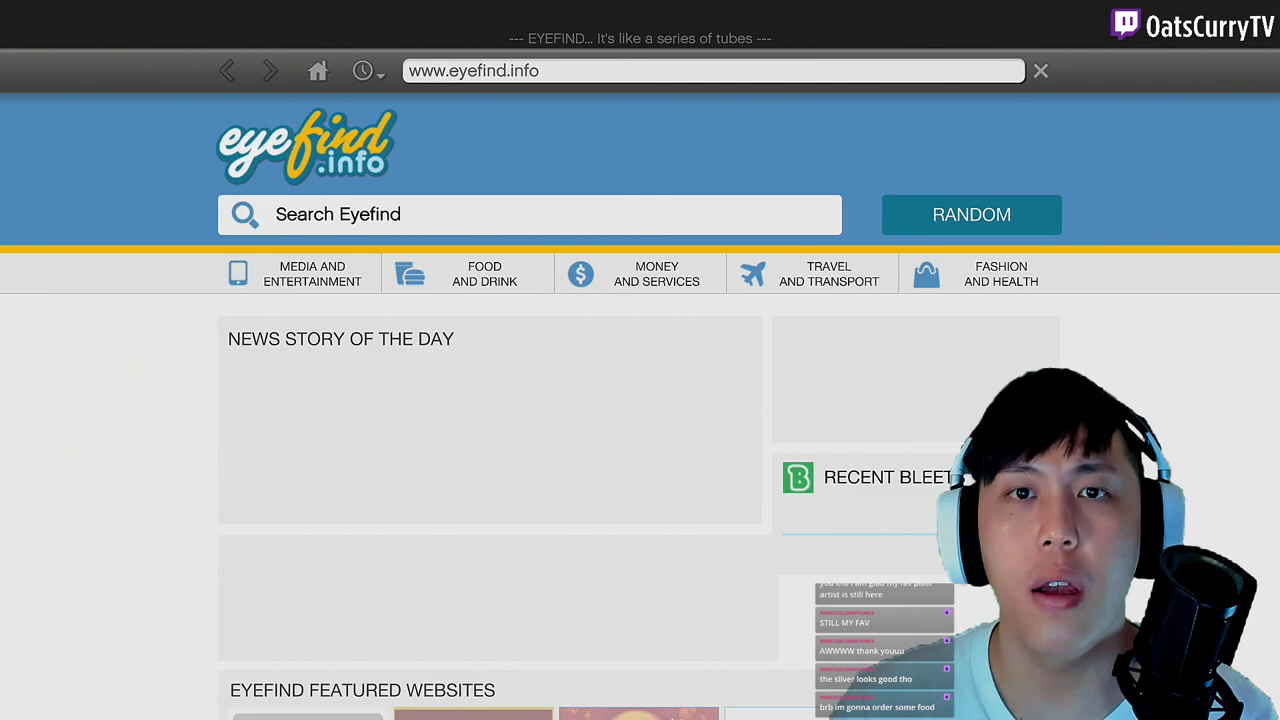 OatsCurryTV
--- EYEFIND... It's like a series of tubes ---
www.eyefind.info
eyefind
.info
Search Eyefind
RANDOM
MEDIA AND
ENTERTAINMENT
FOOD
AND DRINK
MONEY
AND SERVICES
TRAVEL
AND TRANSPORT
FASHION
AND HEALTH
NEWS STORY OF THE DAY
B
RECENT BLEET
artist is still here
STILL MY FAV
AWWWW thank youuu
the silver looks good tho
brb im gonna order some food
EYEFIND FEATURED WEBSITES